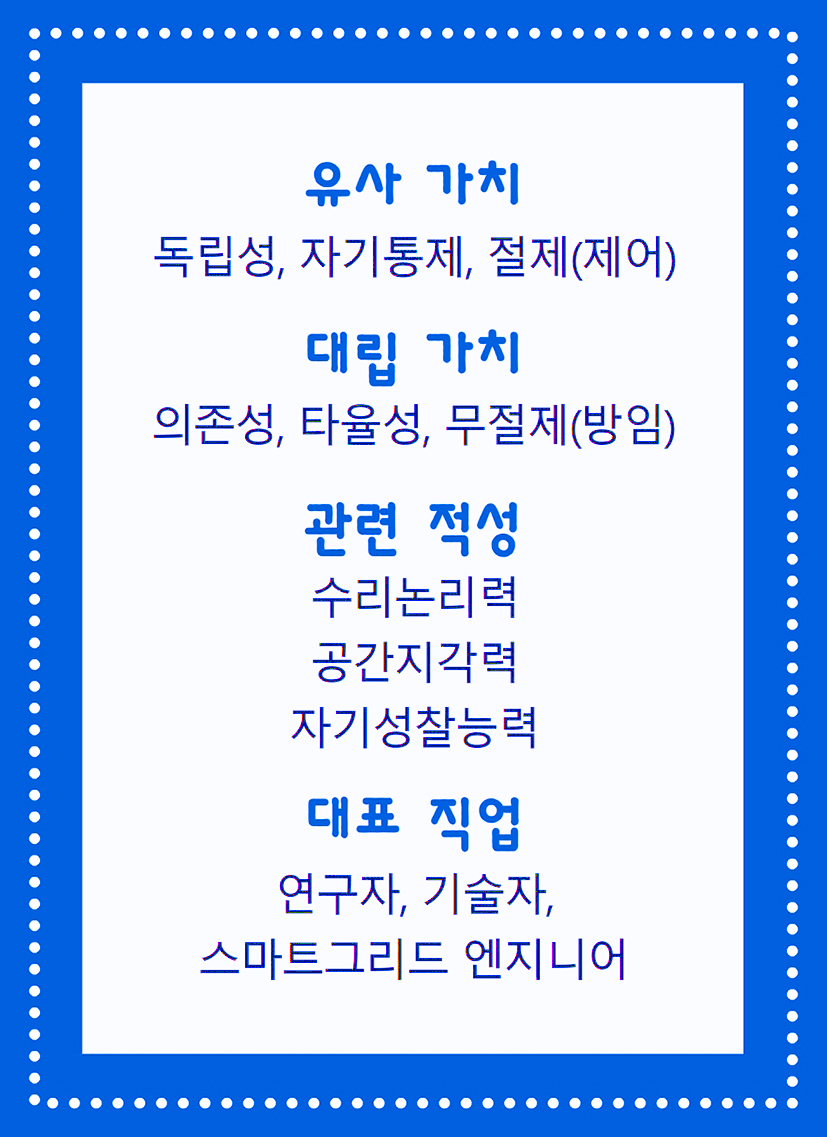 유사 가치
독립성, 자기통제, 절제(제어)
대립 가치
의존성, 타율성, 무절제(방임)
관련 적성
수리논리력
공간지각력
자기성찰능력
대표 직업
연구자, 기술자,
스마트그리드 엔지니어